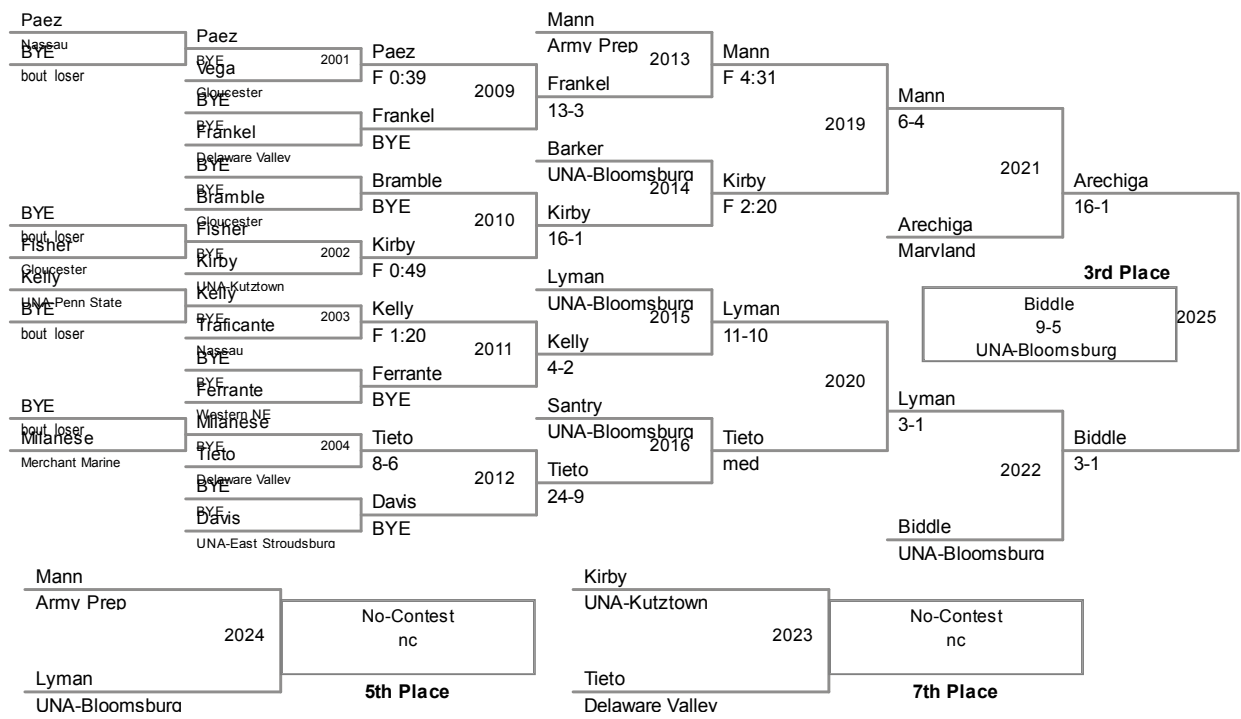 Paez
Nassau
BYE
bout loser
BYE
bout loser
Fisher
Gloucester
Kelly
UNA-Penn State
BYE
bout loser
BYE
bout loser
Milanese
Merchant Marine
Paez
BYE
2001
Vega
Gloucester
BYE
BYE
Frankel
Delaware Valley
BYE
BYE
Bramble
Gloucester
Fisher
BYE
2002
Kirby
UNA-Kutztown
Kelly
BYE
2003
Traficante
Nassau
BYE
BYE
Ferrante
Western NE
Milanese
BYE
2004
Tieto
Delaware Valley
BYE
BYE
Davis
UNA-East Stroudsburg
Paez
F 0:39
2009
Frankel
BYE
Bramble
BYE
2010
Kirby
F 0:49
Kelly
F 1:20
2011
Ferrante
BYE
Tieto
8-6
2012
Davis
BYE
Mann
Army Prep
2013
Frankel
13-3
Barker
UNA-Bloomsburg
2014
Kirby
16-1
Lyman
UNA-Bloomsburg
2015
Kelly
4-2
Santry
UNA-Bloomsburg
2016
Tieto
24-9
Mann
F 4:31
2019
Kirby
F 2:20
Lyman
11-10
2020
Tieto
med
Mann
6-4
2021
Arechiga
Maryland
Lyman
3-1
2022
Biddle
UNA-Bloomsburg
Arechiga
16-1
3rd Place
Biddle
9-5
UNA-Bloomsburg
2025
Biddle
3-1
Mann
Army Prep
2024
Lyman
UNA-Bloomsburg
No-Contest
nc
5th Place
Kirby
UNA-Kutztown
2023
Tieto
Delaware Valley
No-Contest
nc
7th Place